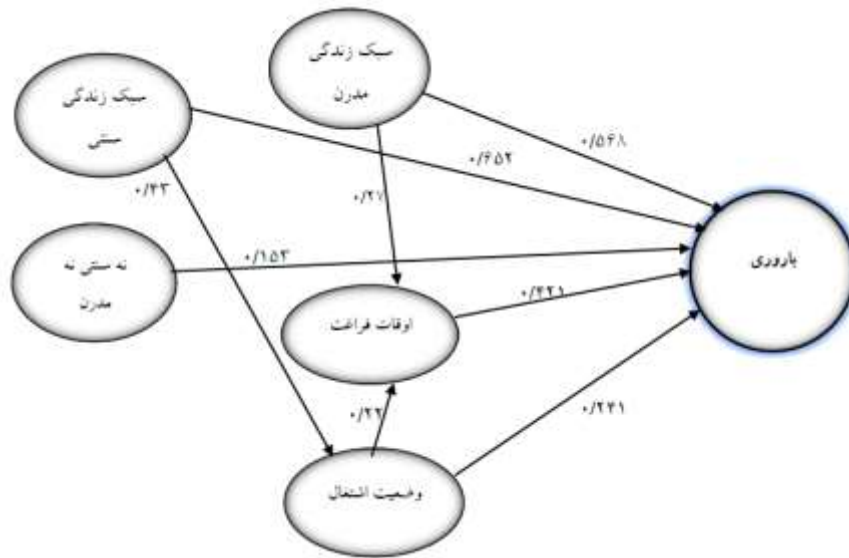 سبک زندگی
مدرن
سبک زندگی
سنتی
۰/۵۶۸
۰/۶۵۲
۰/۴۳
۰/۲۷
باروری
نه سنتی نه
مدرن
۰/۱۵۳
۰/۴۲۱
اوقات فراغت
۰/۲۲
۰/۲۴۱
وضعیت اشتغال